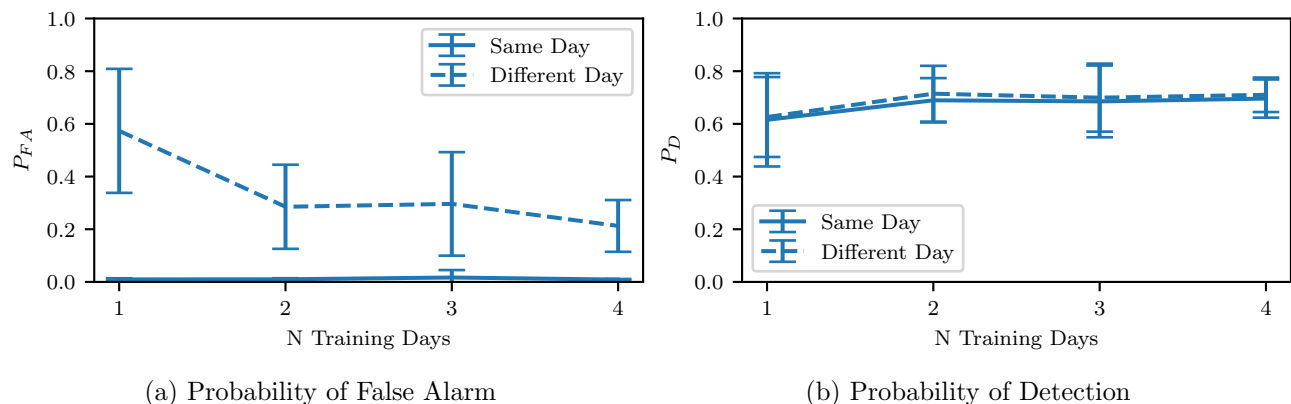 1.0
0.8
0.6
0.4
0.2
0.0
P_{FA}
Same Day
Different Day
1 2 3 4
N Training Days
(a) Probability of False Alarm
1.0
0.8
0.6
0.4
0.2
0.0
P_D
Same Day
Different Day
1 2 3 4
N Training Days
(b) Probability of Detection